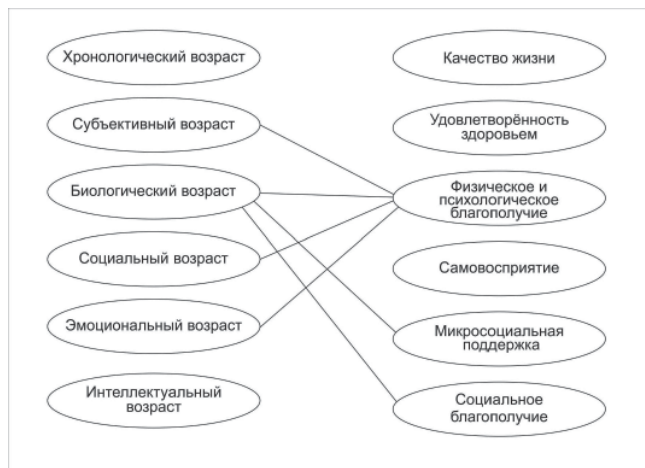 Хронологический возраст
Качество жизни
Субъективный возраст
Удовлетворённость
здоровьем
Биологический возраст
Физическое и
психологическое
благополучие
Социальный возраст
Самовосприятие
Эмоциональный возраст
Микросоциальная
поддержка
Интеллектуальный
возраст
Социальное
благополучие